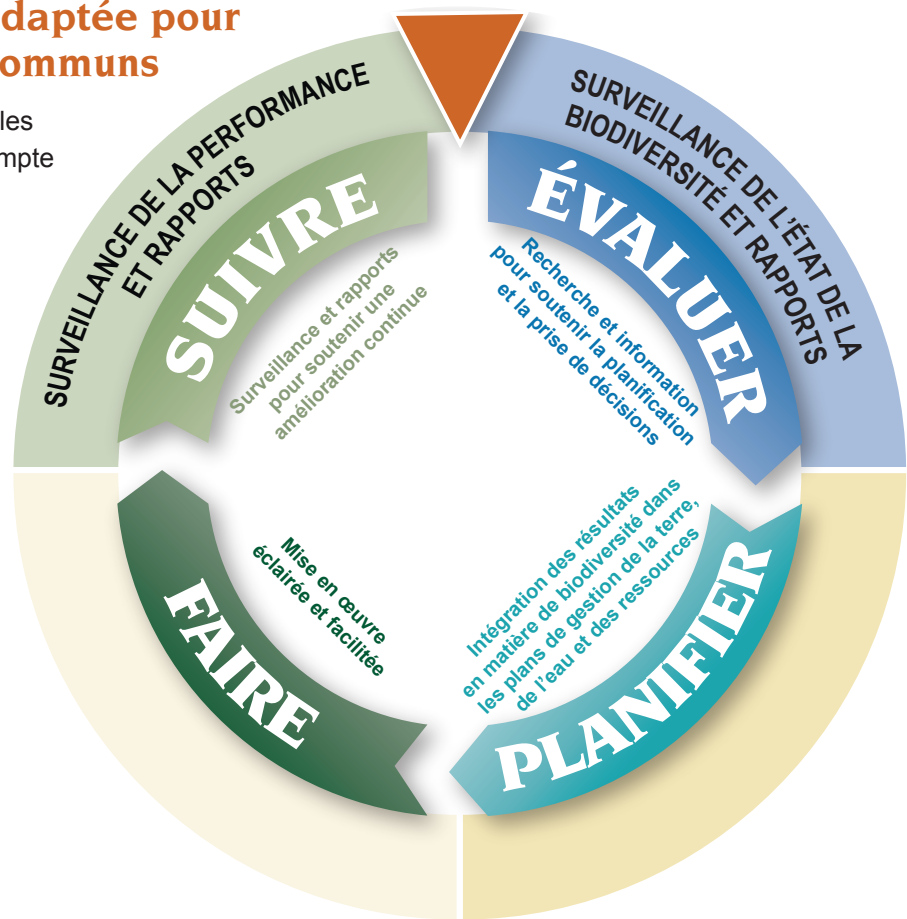 daptée pour
ommuns
les
mpte
SURVEILLANCE DE LA PERFORMANCE
ET RAPPORTS
SUIVRE
Surveillance et rapports
pour soutenir une
amélioration continue
SURVEILLANCE DE L'ÉTAT DE LA
BIODIVERSITÉ ET RAPPORTS
ÉVALUER
Recherche et information
pour soutenir la planification
et la prise de décisions
Intégration des résultats
en matière de biodiversité dans
les plans de gestion de la terre,
de l'eau et des ressources
PLANIFIER
Mise en œuvre
éclairée et facilitée
FAIRE